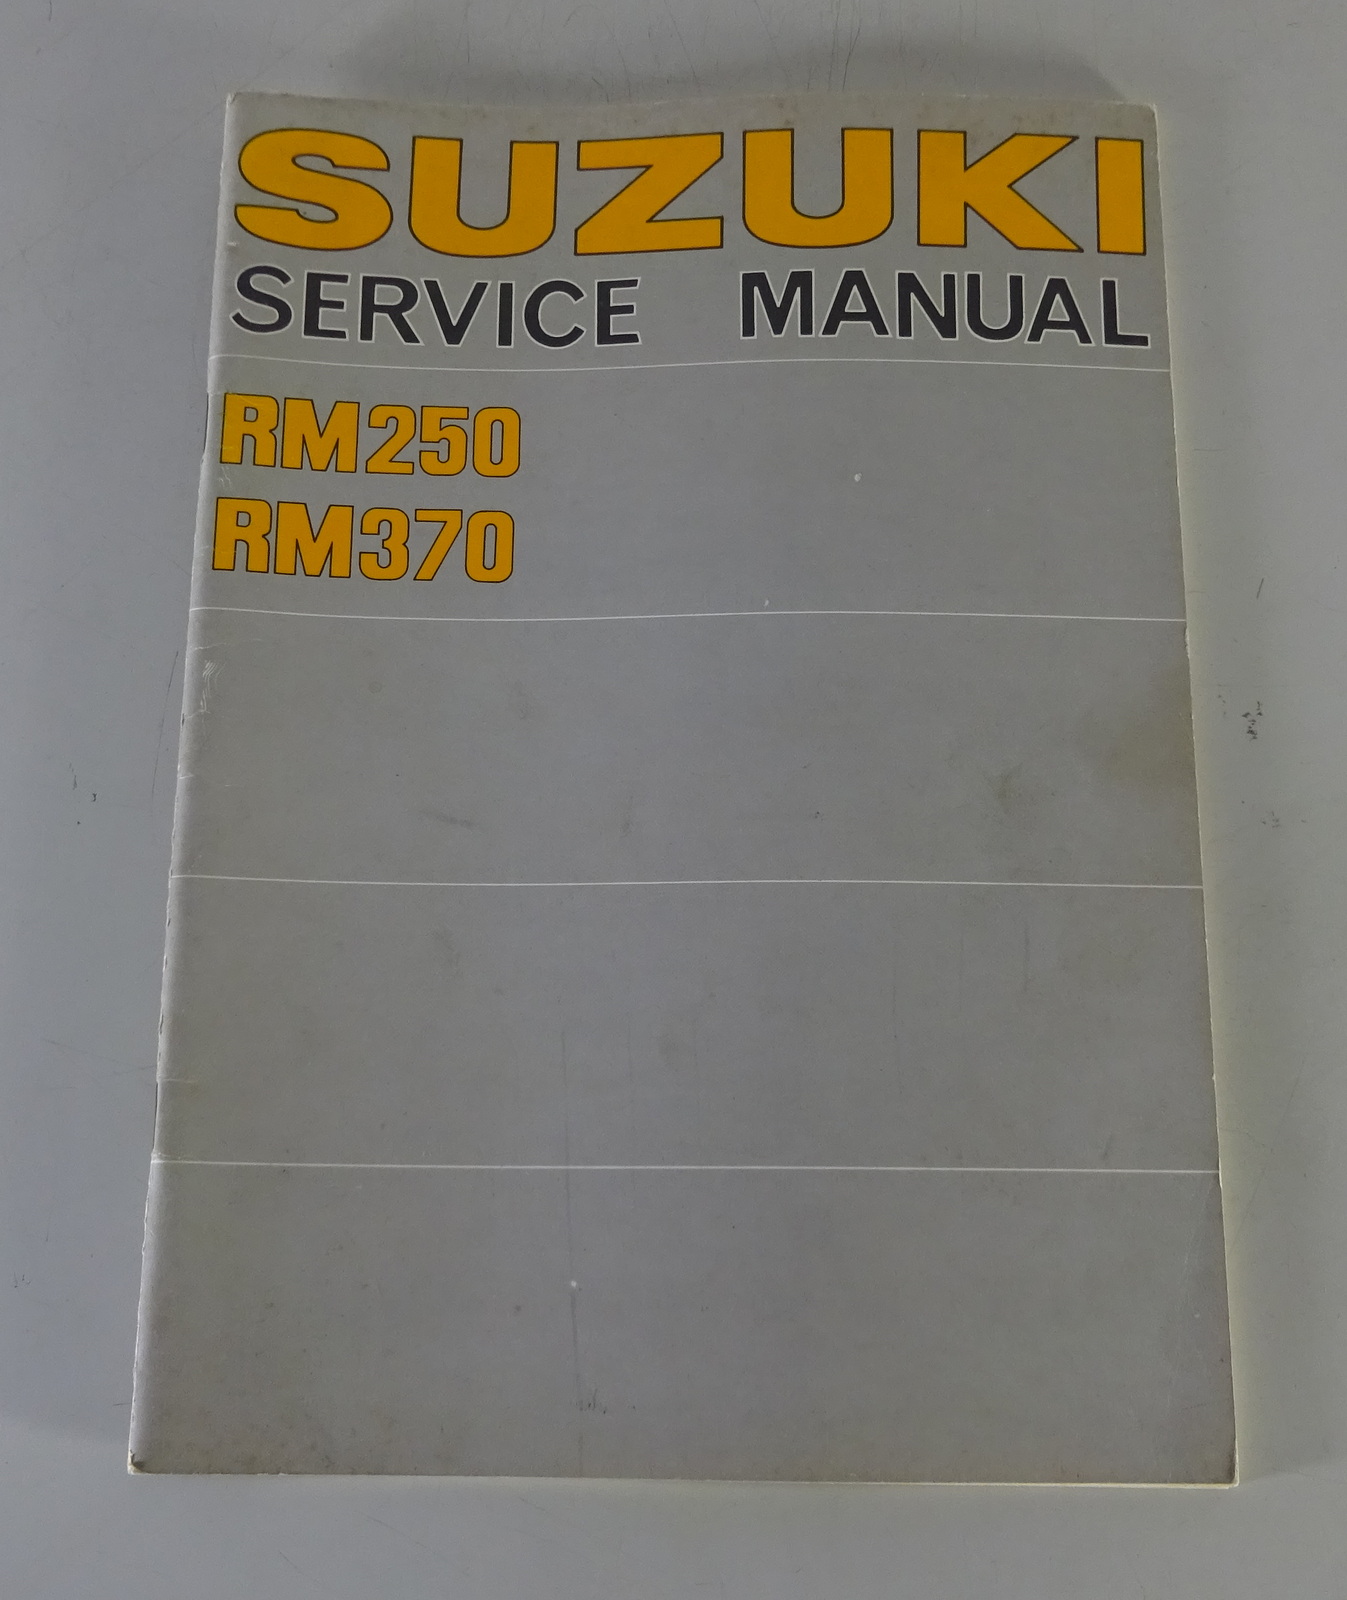 SUZUKI
SERVICE MANUAL
RM250
RM370